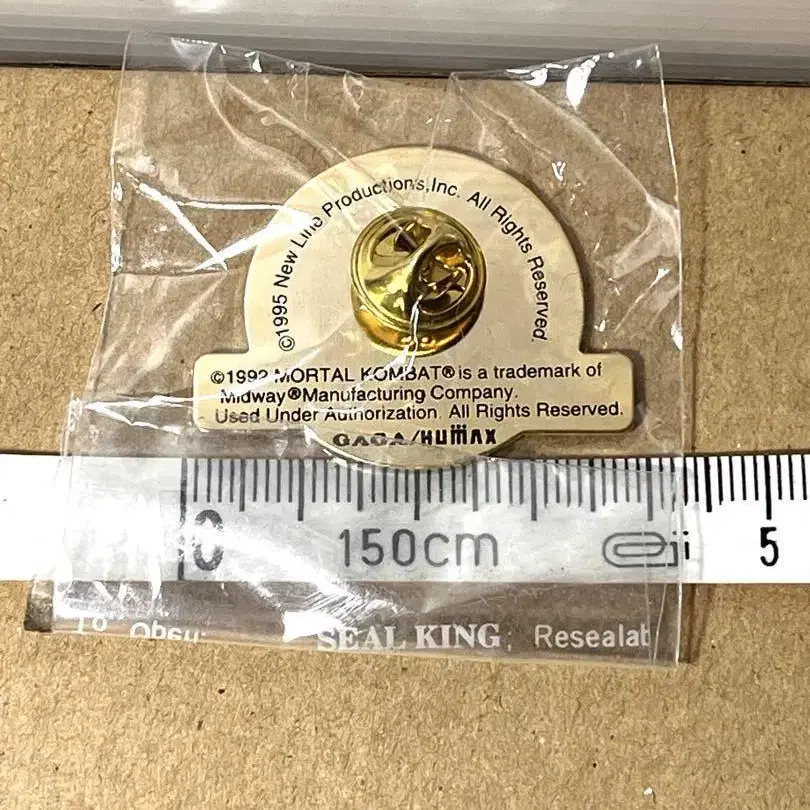 ©1995 New Line Productions,Inc. All Rights Reserved.
©1992 MORTAL KOMBAT® is a trademark of
Midway®Manufacturing Company.
Used Under Authorization. All Rights Reserved.
GAGA/HUMAX
0 150cm 5
SEAL KING; Resealab